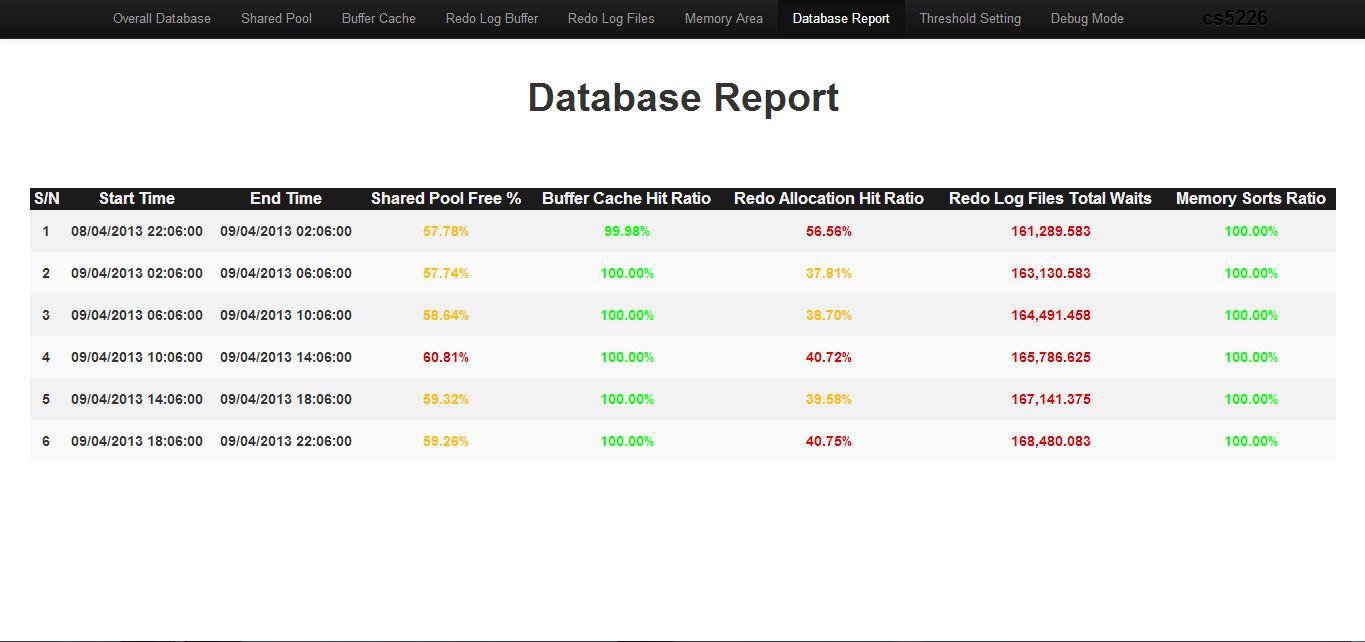 Overall Database Shared Pool Buffer Cache Redo Log Buffer Redo Log Files Memory Area Database Report Threshold Setting Debug Mode cs5226
Database Report
S/N Start Time End Time Shared Pool Free % Buffer Cache Hit Ratio Redo Allocation Hit Ratio Redo Log Files Total Waits Memory Sorts Ratio
1 08/04/2013 22:06:00 09/04/2013 02:06:00 57.78% 99.98% 56.56% 161,289.583 100.00%
2 09/04/2013 02:06:00 09/04/2013 06:06:00 57.74% 100.00% 37.81% 163,130.583 100.00%
3 09/04/2013 06:06:00 09/04/2013 10:06:00 58.64% 100.00% 38.70% 164,491.458 100.00%
4 09/04/2013 10:06:00 09/04/2013 14:06:00 60.81% 100.00% 40.72% 165,786.625 100.00%
5 09/04/2013 14:06:00 09/04/2013 18:06:00 59.32% 100.00% 39.58% 167,141.375 100.00%
6 09/04/2013 18:06:00 09/04/2013 22:06:00 59.26% 100.00% 40.75% 168,480.083 100.00%